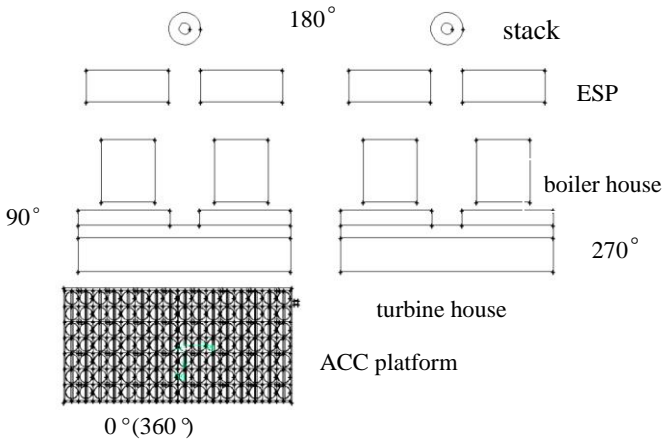 180°
stack
ESP
boiler house
90°
270°
turbine house
ACC platform
0°(360°)